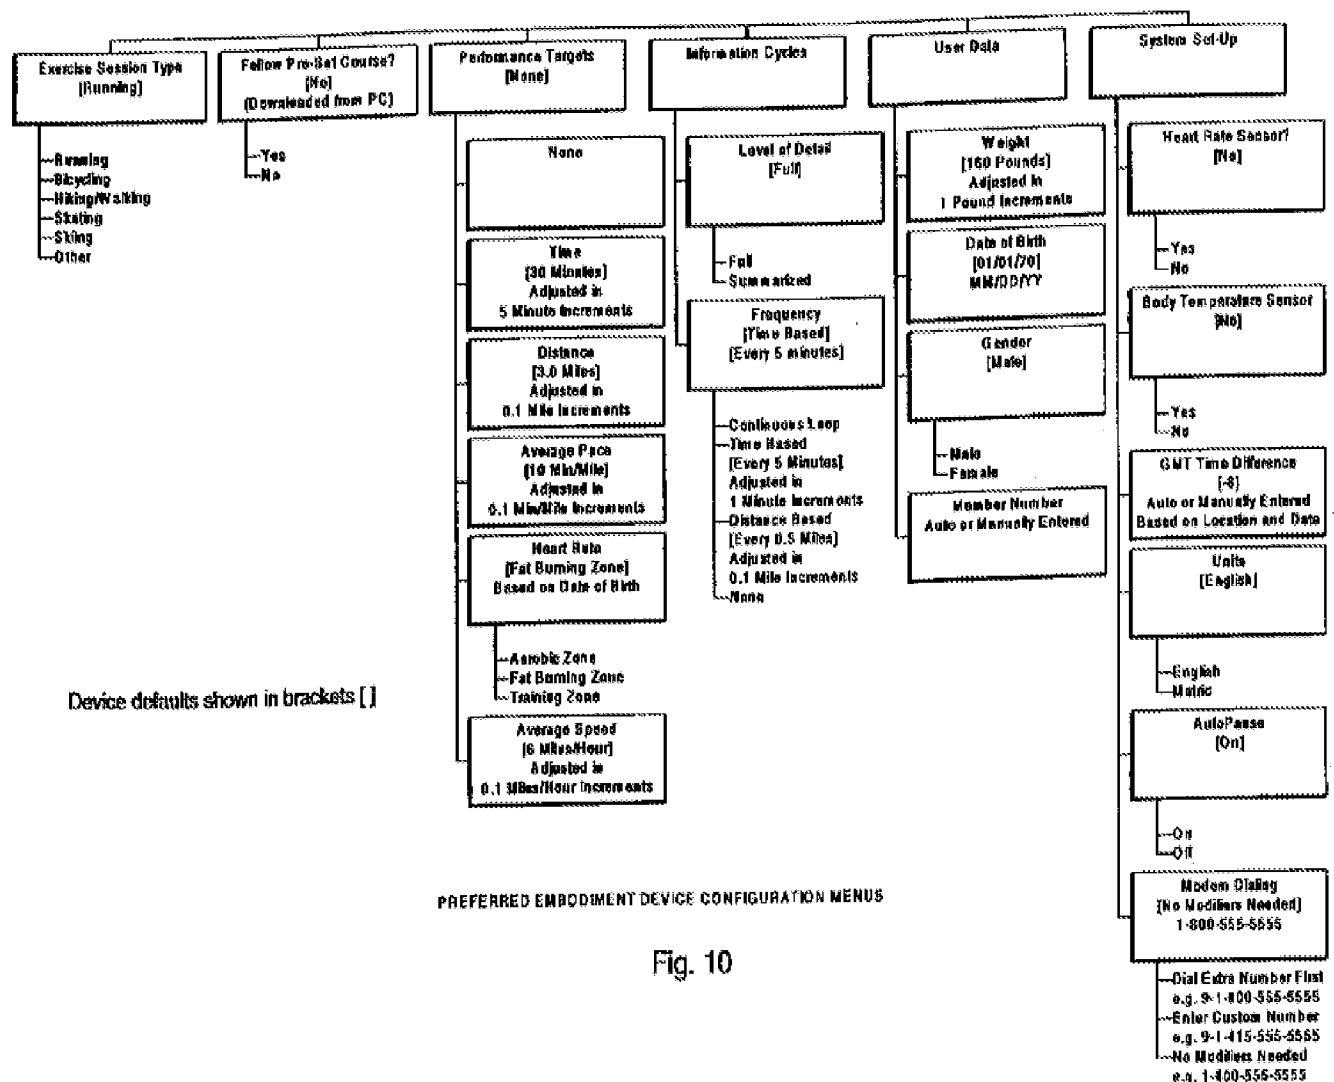 Exercise Session Type
[Running]
Running
Bicycling
Hiking/Walking
Skating
Skiing
Other
Follow Pre-Set Course?
[No]
(Downloaded from PC)
Yes
No
Performance Targets
[None]
None
Time
[30 Minutes]
Adjusted in
5 Minute Increments
Distance
[3.0 Miles]
Adjusted in
0.1 Mile Increments
Average Pace
[10 Min/Mile]
Adjusted in
0.1 Min/Mile Increments
Heart Rate
[Fat Burning Zone]
Based on Date of Birth
Aerobic Zone
Fat Burning Zone
Training Zone
Average Speed
[6 Miles/Hour]
Adjusted in
0.1 Miles/Hour Increments
Information Cycles
Level of Detail
[Full]
Full
Summarized
Frequency
[Time Based]
[Every 5 minutes]
Continuous Loop
Time Based
[Every 5 Minutes]
Adjusted in
1 Minute Increments
Distance Based
[Every 0.5 Miles]
Adjusted in
0.1 Mile Increments
None
User Data
Weight
[160 Pounds]
Adjusted in
1 Pound Increments
Date of Birth
[01/01/70]
MM/DD/YY
Gender
[Male]
Male
Female
Member Number
Auto or Manually Entered
System Set-Up
Heart Rate Sensor?
[No]
Yes
No
Body Temperature Sensor
[No]
Yes
No
GMT Time Difference
[-8]
Auto or Manually Entered
Based on Location and Date
Units
[English]
English
Metric
AutoPause
[On]
On
Off
Modem Dialing
[No Modifiers Needed]
1-800-555-5555
Dial Extra Number First
e.g. 9-1-800-555-5555
Enter Custom Number
e.g. 9-1-415-555-5555
No Modifiers Needed
e.g. 1-800-555-5555
Device defaults shown in brackets [ ]
PREFERRED EMBODIMENT DEVICE CONFIGURATION MENUS
Fig. 10